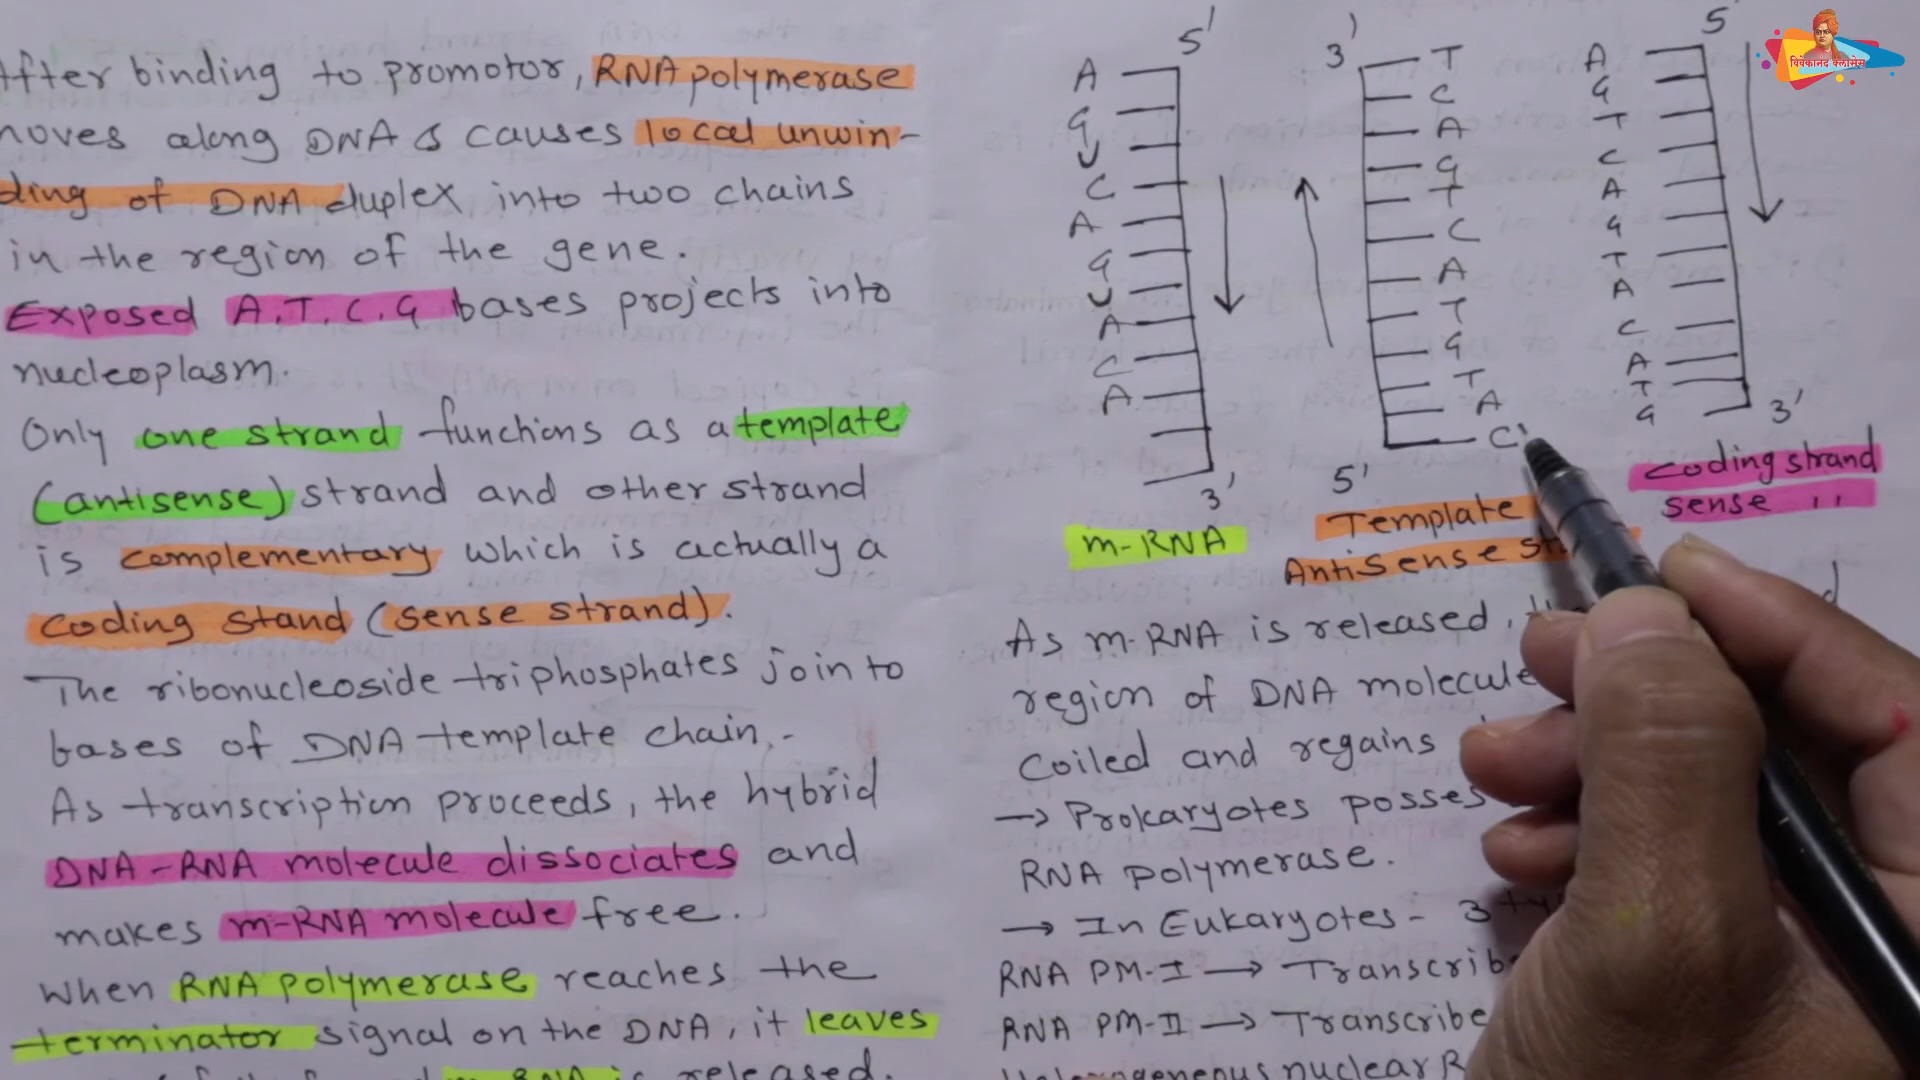 After binding to promotor, RNA polymerase
moves along DNA & causes local unwin-
ding of DNA duplex into two chains
in the region of the gene.
Exposed A.T.C.G bases projects into
nucleoplasm.
Only one strand functions as a template
(antisense) strand and other strand
is complementary which is actually a
coding stand (sense strand).
The ribonucleoside triphosphates join to
bases of DNA template chain.-
As transcription proceeds, the hybrid
DNA-RNA molecule dissociates and
makes m-RNA molecule free.
When RNA polymerase reaches the
terminator signal on the DNA, it leaves
released.
5'
A
G
U
C
A
G
U
A
C
A
3'
m-RNA
3'
T
C
A
G
T
C
A
T
G
T
A
C
5'
Template
AntiSense
5
A
G
T
C
A
G
T
A
C
A
T
G
3'
Coding strand
sense ,,
As m-RNA is released,
region of DNA molecule
coiled and regains
→ Prokaryotes
RNA polymerase.
→ In Eukaryotes - 3
RNA PM-I → 
RNA PM-II → 
nuclear
विवेकानंद क्लासेस